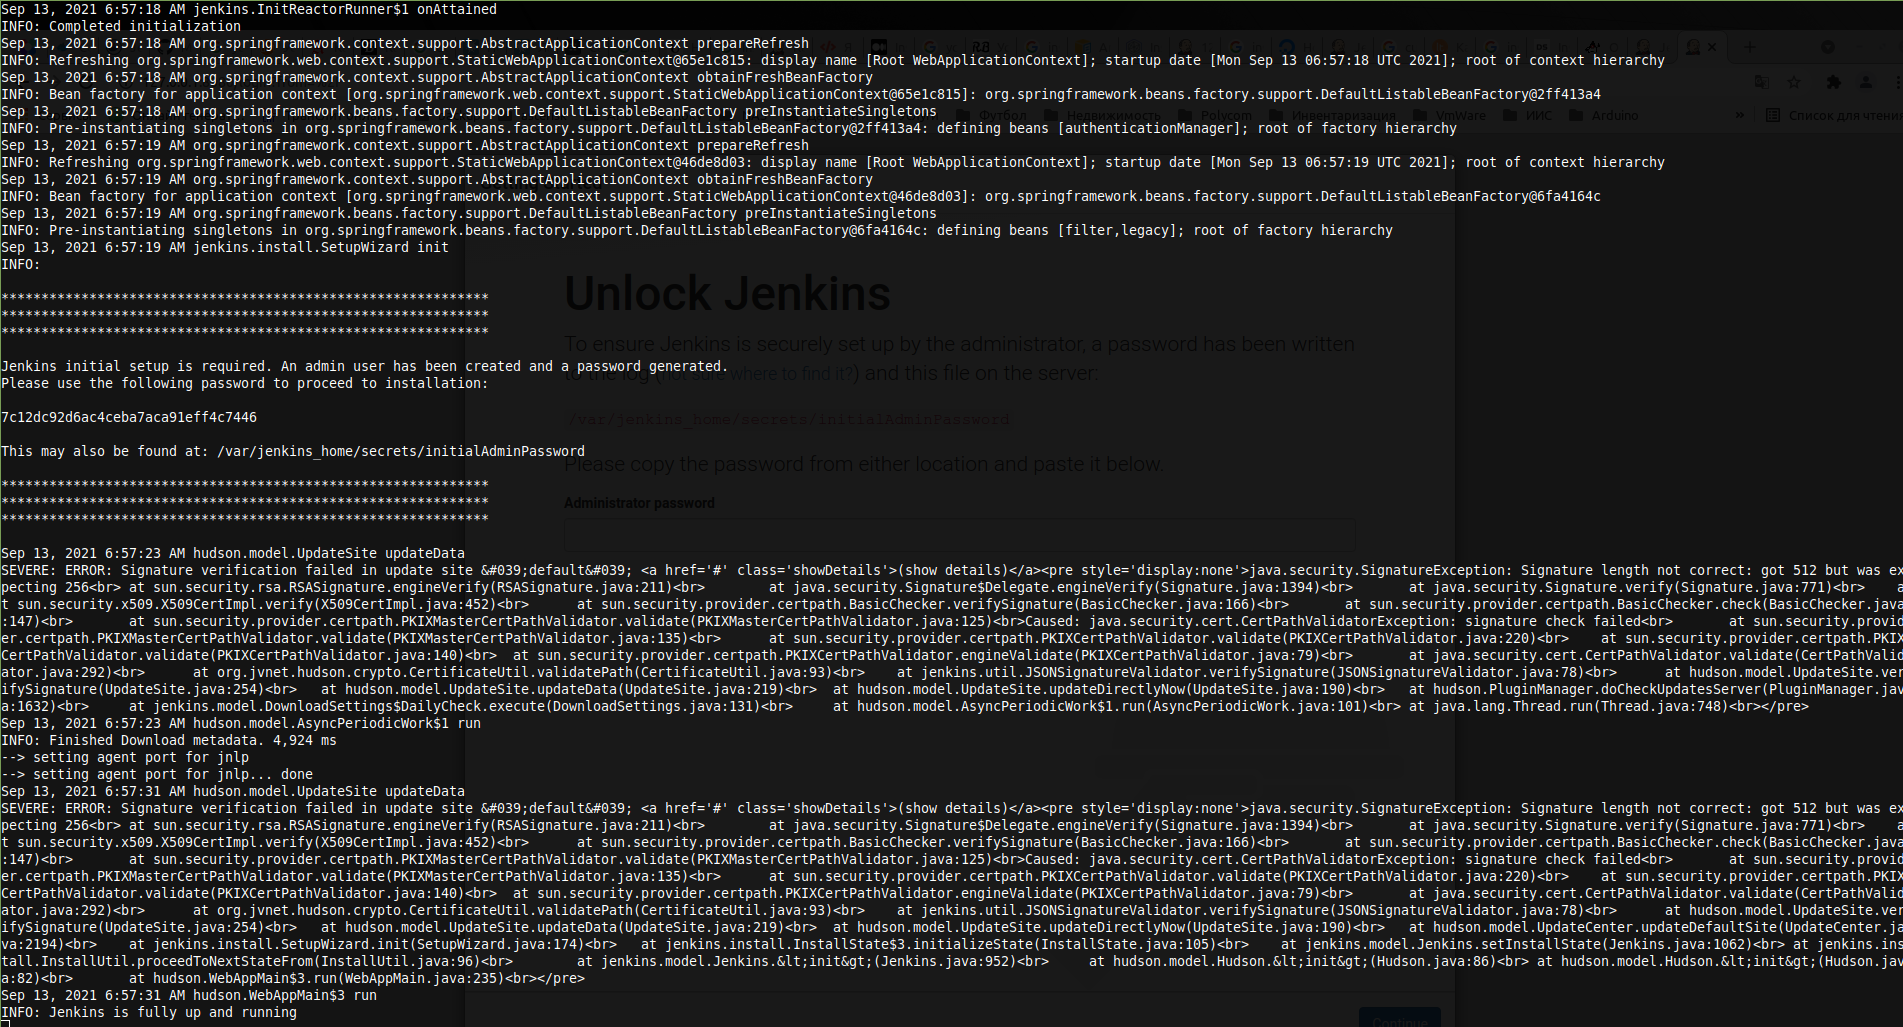 Sep 13, 2021 6:57:18 AM jenkins.InitReactorRunner$1 onAttained
INFO: Completed initialization
Sep 13, 2021 6:57:18 AM org.springframework.context.support.AbstractApplicationContext prepareRefresh
INFO: Refreshing org.springframework.web.context.support.StaticWebApplicationContext@65e1c815: display name [Root WebApplicationContext]; startup date [Mon Sep 13 06:57:18 UTC 2021]; root of context hierarchy
Sep 13, 2021 6:57:18 AM org.springframework.context.support.AbstractApplicationContext obtainFreshBeanFactory
INFO: Bean factory for application context [org.springframework.web.context.support.StaticWebApplicationContext@65e1c815]: org.springframework.beans.factory.support.DefaultListableBeanFactory@2ff413a4
Sep 13, 2021 6:57:18 AM org.springframework.beans.factory.support.DefaultListableBeanFactory preInstantiateSingletons
Футбол Недвижимость Polycom Инвентаризация VmWare ИИС Arduino » Список для чтения
INFO: Pre-instantiating singletons in org.springframework.beans.factory.support.DefaultListableBeanFactory@2ff413a4: defining beans [authenticationManager]; root of factory hierarchy
Sep 13, 2021 6:57:19 AM org.springframework.context.support.AbstractApplicationContext prepareRefresh
INFO: Refreshing org.springframework.web.context.support.StaticWebApplicationContext@46de8d03: display name [Root WebApplicationContext]; startup date [Mon Sep 13 06:57:19 UTC 2021]; root of context hierarchy
Sep 13, 2021 6:57:19 AM org.springframework.context.support.AbstractApplicationContext obtainFreshBeanFactory
INFO: Bean factory for application context [org.springframework.web.context.support.StaticWebApplicationContext@46de8d03]: org.springframework.beans.factory.support.DefaultListableBeanFactory@6fa4164c
Sep 13, 2021 6:57:19 AM org.springframework.beans.factory.support.DefaultListableBeanFactory preInstantiateSingletons
INFO: Pre-instantiating singletons in org.springframework.beans.factory.support.DefaultListableBeanFactory@6fa4164c: defining beans [filter,legacy]; root of factory hierarchy
Sep 13, 2021 6:57:19 AM jenkins.install.SetupWizard init
INFO:
*************************************************************
*************************************************************
*************************************************************
Jenkins initial setup is required. An admin user has been created and a password generated.
Please use the following password to proceed to installation:
7c12dc92d6ac4ceba7aca91eff4c7446
This may also be found at: /var/jenkins_home/secrets/initialAdminPassword
*************************************************************
*************************************************************
*************************************************************
Unlock Jenkins
To ensure Jenkins is securely set up by the administrator, a password has been written
to the log (not sure where to find it?) and this file on the server:
/var/jenkins_home/secrets/initialAdminPassword
Please copy the password from either location and paste it below.
Administrator password
Sep 13, 2021 6:57:23 AM hudson.model.UpdateSite updateData
SEVERE: ERROR: Signature verification failed in update site &#039;default&#039; <a href='#' class='showDetails'>(show details)</a><pre style='display:none'>java.security.SignatureException: Signature length not correct: got 512 but was ex
pecting 256<br> at sun.security.rsa.RSASignature.engineVerify(RSASignature.java:211)<br> at java.security.Signature$Delegate.engineVerify(Signature.java:1394)<br> at java.security.Signature.verify(Signature.java:771)<br> a
t sun.security.x509.X509CertImpl.verify(X509CertImpl.java:452)<br> at sun.security.provider.certpath.BasicChecker.verifySignature(BasicChecker.java:166)<br> at sun.security.provider.certpath.BasicChecker.check(BasicChecker.java
:147)<br> at sun.security.provider.certpath.PKIXMasterCertPathValidator.validate(PKIXMasterCertPathValidator.java:125)<br>Caused: java.security.cert.CertPathValidatorException: signature check failed<br> at sun.security.provid
er.certpath.PKIXMasterCertPathValidator.validate(PKIXMasterCertPathValidator.java:135)<br> at sun.security.provider.certpath.PKIXCertPathValidator.validate(PKIXCertPathValidator.java:220)<br> at sun.security.provider.certpath.PKIX
CertPathValidator.validate(PKIXCertPathValidator.java:140)<br> at sun.security.provider.certpath.PKIXCertPathValidator.engineValidate(PKIXCertPathValidator.java:79)<br> at java.security.cert.CertPathValidator.validate(CertPathValid
ator.java:292)<br> at org.jvnet.hudson.crypto.CertificateUtil.validatePath(CertificateUtil.java:93)<br> at jenkins.util.JSONSignatureValidator.verifySignature(JSONSignatureValidator.java:78)<br> at hudson.model.UpdateSite.ver
ifySignature(UpdateSite.java:254)<br> at hudson.model.UpdateSite.updateData(UpdateSite.java:219)<br> at hudson.model.UpdateSite.updateDirectlyNow(UpdateSite.java:190)<br> at hudson.PluginManager.doCheckUpdatesServer(PluginManager.jav
a:1632)<br> at jenkins.model.DownloadSettings$DailyCheck.execute(DownloadSettings.java:131)<br> at hudson.model.AsyncPeriodicWork$1.run(AsyncPeriodicWork.java:101)<br> at java.lang.Thread.run(Thread.java:748)<br></pre>
Sep 13, 2021 6:57:23 AM hudson.model.AsyncPeriodicWork$1 run
INFO: Finished Download metadata. 4,924 ms
--> setting agent port for jnlp
--> setting agent port for jnlp... done
Sep 13, 2021 6:57:31 AM hudson.model.UpdateSite updateData
SEVERE: ERROR: Signature verification failed in update site &#039;default&#039; <a href='#' class='showDetails'>(show details)</a><pre style='display:none'>java.security.SignatureException: Signature length not correct: got 512 but was ex
pecting 256<br> at sun.security.rsa.RSASignature.engineVerify(RSASignature.java:211)<br> at java.security.Signature$Delegate.engineVerify(Signature.java:1394)<br> at java.security.Signature.verify(Signature.java:771)<br> a
t sun.security.x509.X509CertImpl.verify(X509CertImpl.java:452)<br> at sun.security.provider.certpath.BasicChecker.verifySignature(BasicChecker.java:166)<br> at sun.security.provider.certpath.BasicChecker.check(BasicChecker.java
:147)<br> at sun.security.provider.certpath.PKIXMasterCertPathValidator.validate(PKIXMasterCertPathValidator.java:125)<br>Caused: java.security.cert.CertPathValidatorException: signature check failed<br> at sun.security.provid
er.certpath.PKIXMasterCertPathValidator.validate(PKIXMasterCertPathValidator.java:135)<br> at sun.security.provider.certpath.PKIXCertPathValidator.validate(PKIXCertPathValidator.java:220)<br> at sun.security.provider.certpath.PKIX
CertPathValidator.validate(PKIXCertPathValidator.java:140)<br> at sun.security.provider.certpath.PKIXCertPathValidator.engineValidate(PKIXCertPathValidator.java:79)<br> at java.security.cert.CertPathValidator.validate(CertPathValid
ator.java:292)<br> at org.jvnet.hudson.crypto.CertificateUtil.validatePath(CertificateUtil.java:93)<br> at jenkins.util.JSONSignatureValidator.verifySignature(JSONSignatureValidator.java:78)<br> at hudson.model.UpdateSite.ver
ifySignature(UpdateSite.java:254)<br> at hudson.model.UpdateSite.updateData(UpdateSite.java:219)<br> at hudson.model.UpdateSite.updateDirectlyNow(UpdateSite.java:190)<br> at hudson.model.UpdateCenter.updateDefaultSite(UpdateCenter.ja
va:2194)<br> at jenkins.install.SetupWizard.init(SetupWizard.java:174)<br> at jenkins.install.InstallState$3.initializeState(InstallState.java:105)<br> at jenkins.model.Jenkins.setInstallState(Jenkins.java:1062)<br> at jenkins.ins
tall.InstallUtil.proceedToNextStateFrom(InstallUtil.java:96)<br> at jenkins.model.Jenkins.&lt;init&gt;(Jenkins.java:952)<br> at hudson.model.Hudson.&lt;init&gt;(Hudson.java:86)<br> at hudson.model.Hudson.&lt;init&gt;(Hudson.jav
a:82)<br> at hudson.WebAppMain$3.run(WebAppMain.java:235)<br></pre>
Sep 13, 2021 6:57:31 AM hudson.WebAppMain$3 run
INFO: Jenkins is fully up and running
Continue